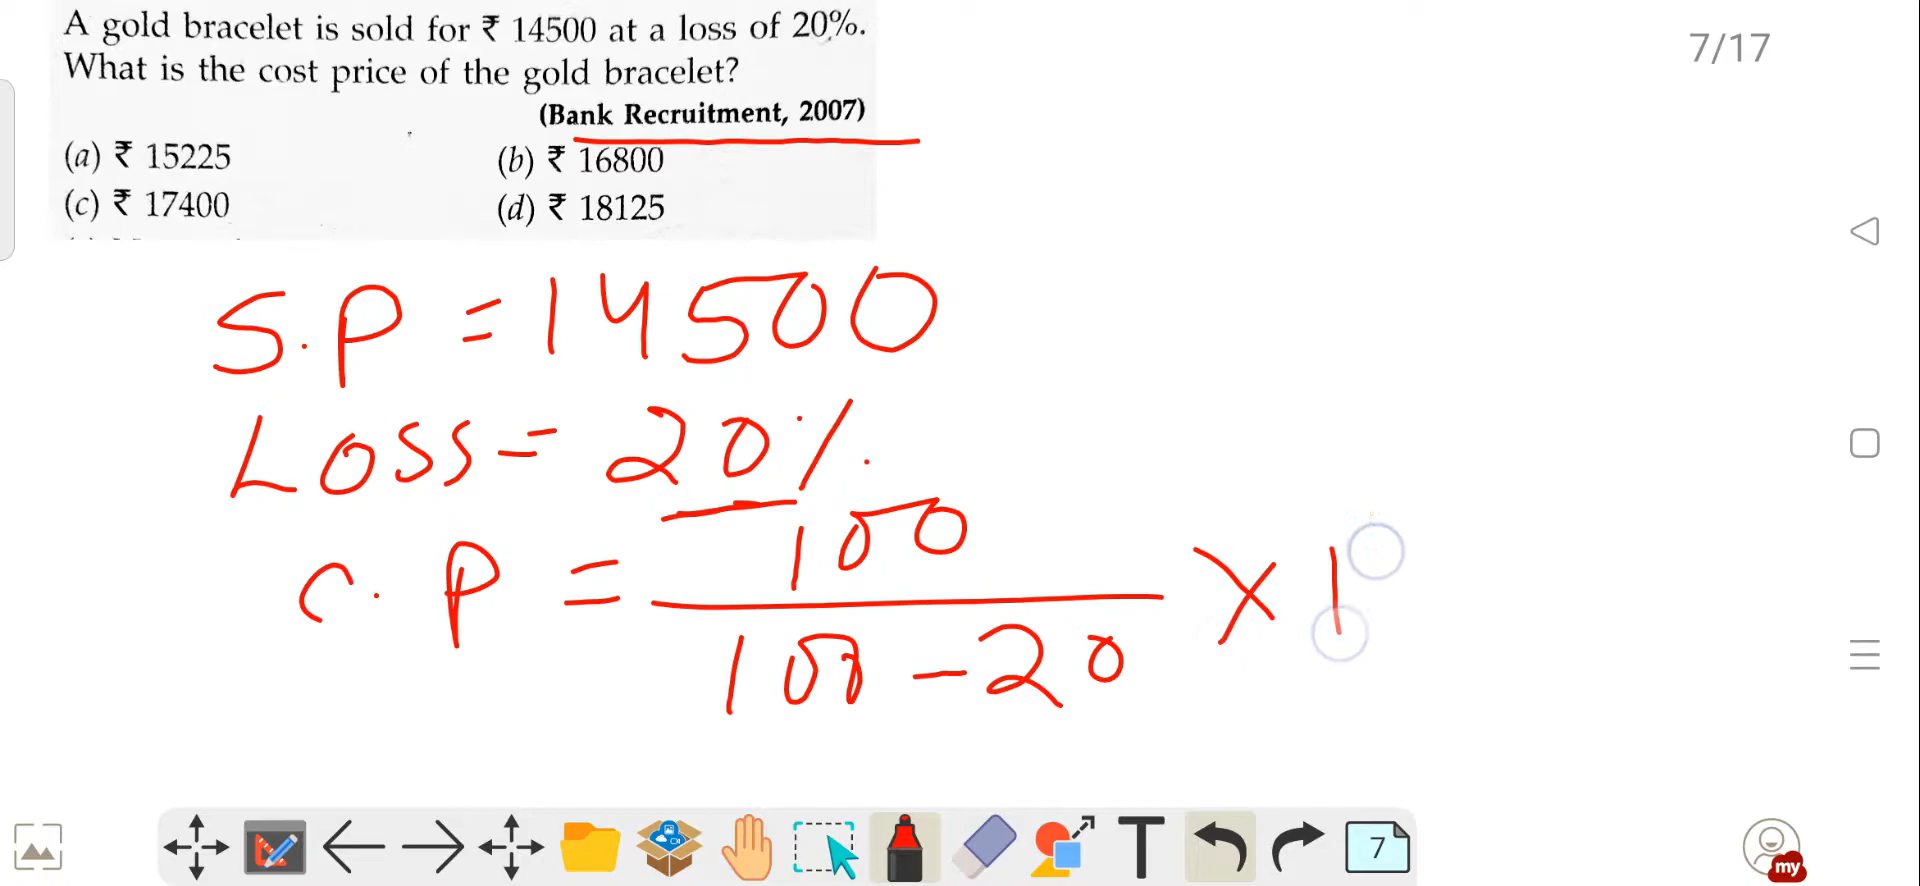 A gold bracelet is sold for ₹ 14500 at a loss of 20%.
7/17
What is the cost price of the gold bracelet?
(Bank Recruitment, 2007)
(a) ₹ 15225 (b) ₹ 16800
(c) ₹ 17400 (d) ₹ 18125
S.P = 14500
Loss = 20%.
C.P = 100
100 - 20
× 1
T
7
my